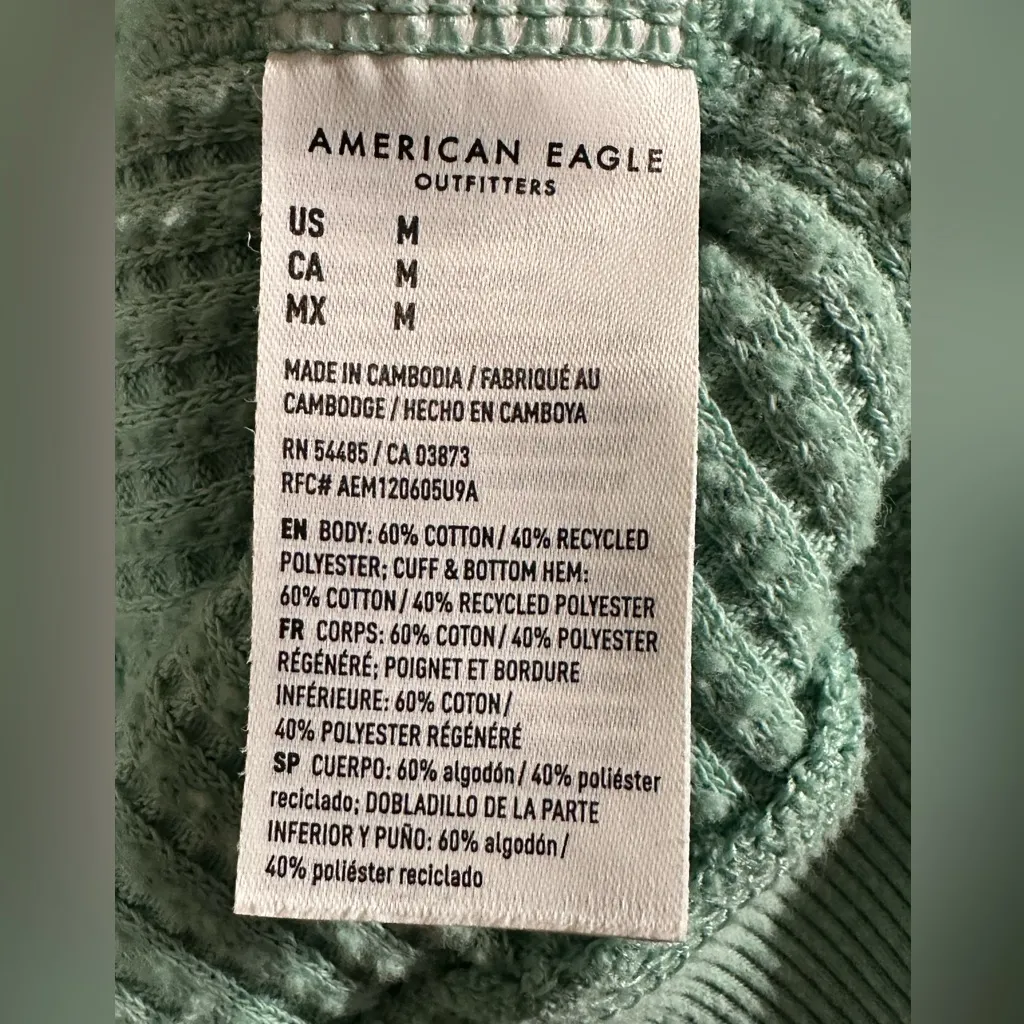 AMERICAN EAGLE
OUTFITTERS
US M
CA M
MX M
MADE IN CAMBODIA / FABRIQUÉ AU
CAMBODGE / HECHO EN CAMBOYA
RN 54485 / CA 03873
RFC# AEM120605U9A
EN BODY: 60% COTTON / 40% RECYCLED
POLYESTER; CUFF & BOTTOM HEM:
60% COTTON / 40% RECYCLED POLYESTER
FR CORPS: 60% COTON / 40% POLYESTER
RÉGÉNÉRÉ; POIGNET ET BORDURE
INFÉRIEURE: 60% COTON /
40% POLYESTER RÉGÉNÉRÉ
SP CUERPO: 60% algodón / 40% poliéster
reciclado; DOBLADILLO DE LA PARTE
INFERIOR Y PUÑO: 60% algodón /
40% poliéster reciclado